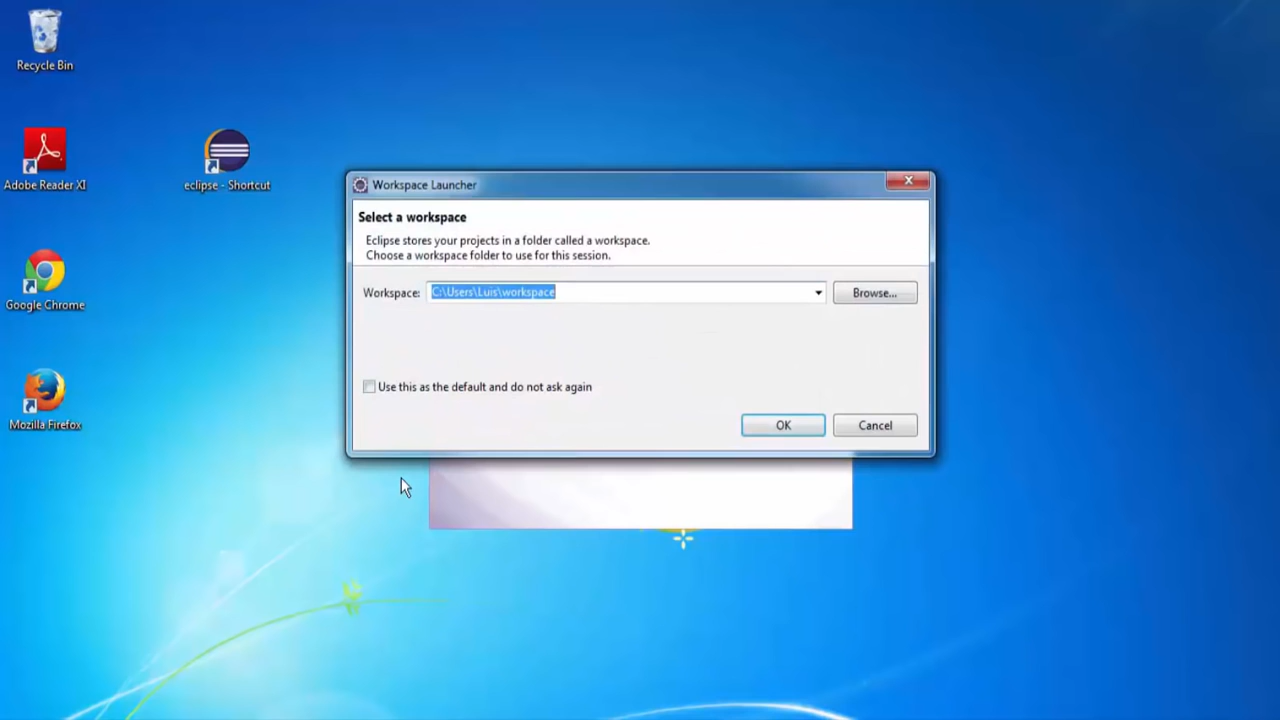 Recycle Bin
Adobe Reader XI
eclipse - Shortcut
Google Chrome
Mozilla Firefox
Workspace Launcher
Select a workspace
Eclipse stores your projects in a folder called a workspace.
Choose a workspace folder to use for this session.
Workspace: C:\Users\Luis\workspace Browse...
Use this as the default and do not ask again
OK Cancel